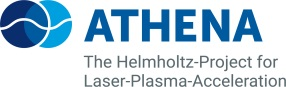 ATHENA
The Helmholtz-Project for
Laser-Plasma-Acceleration